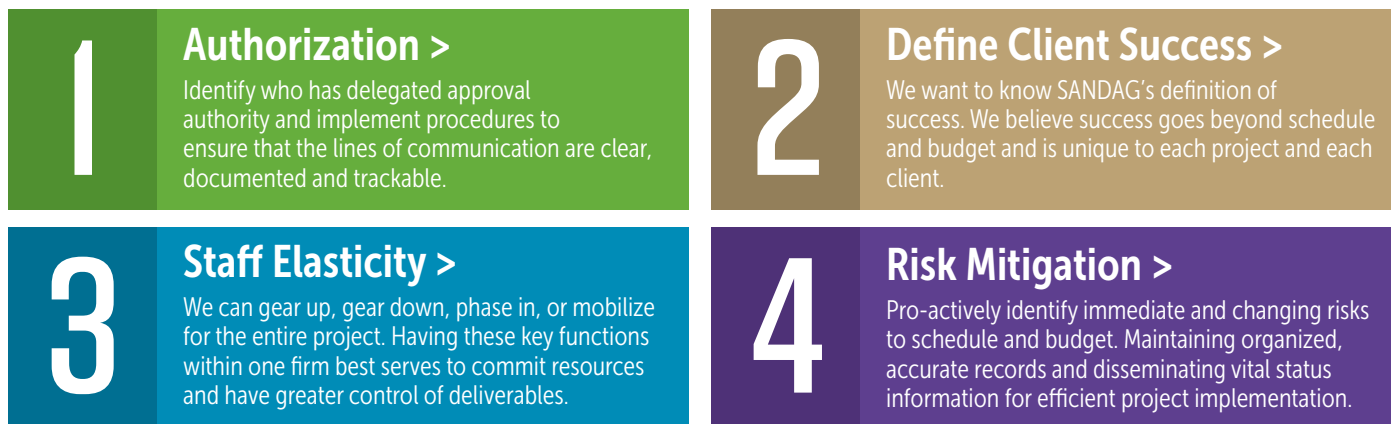 1
Authorization >
Identify who has delegated approval
authority and implement procedures to
ensure that the lines of communication are clear,
documented and trackable.
2
Define Client Success >
We want to know SANDAG’s definition of
success. We believe success goes beyond schedule
and budget and is unique to each project and each
client.
3
Staff Elasticity >
We can gear up, gear down, phase in, or mobilize
for the entire project. Having these key functions
within one firm best serves to commit resources
and have greater control of deliverables.
4
Risk Mitigation >
Pro-actively identify immediate and changing risks
to schedule and budget. Maintaining organized,
accurate records and disseminating vital status
information for efficient project implementation.